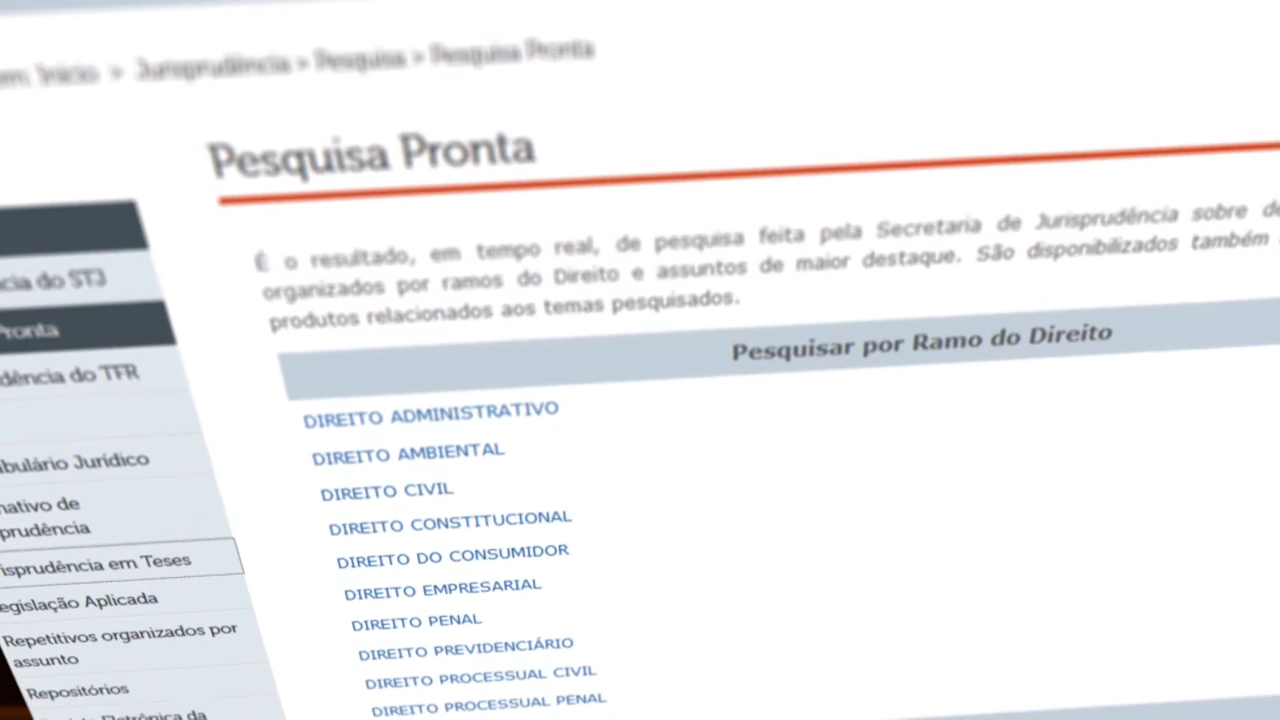 Início > Jurisprudência > Pesquisa > Pesquisa Pronta
Pesquisa Pronta
É o resultado, em tempo real, de pesquisa feita pela Secretaria de Jurisprudência sobre
organizados por ramos do Direito e assuntos de maior destaque. São disponibilizados também
produtos relacionados aos temas pesquisados.
Pesquisar por Ramo do Direito
DIREITO ADMINISTRATIVO
DIREITO AMBIENTAL
DIREITO CIVIL
DIREITO CONSTITUCIONAL
DIREITO DO CONSUMIDOR
DIREITO EMPRESARIAL
DIREITO PENAL
DIREITO PREVIDENCIÁRIO
DIREITO PROCESSUAL CIVIL
DIREITO PROCESSUAL PENAL
cia do STJ
Pronta
dência do TFR
bulário Jurídico
mativo de
prudência
isprudência em Teses
egislação Aplicada
Repetitivos organizados por
assunto
Repositórios